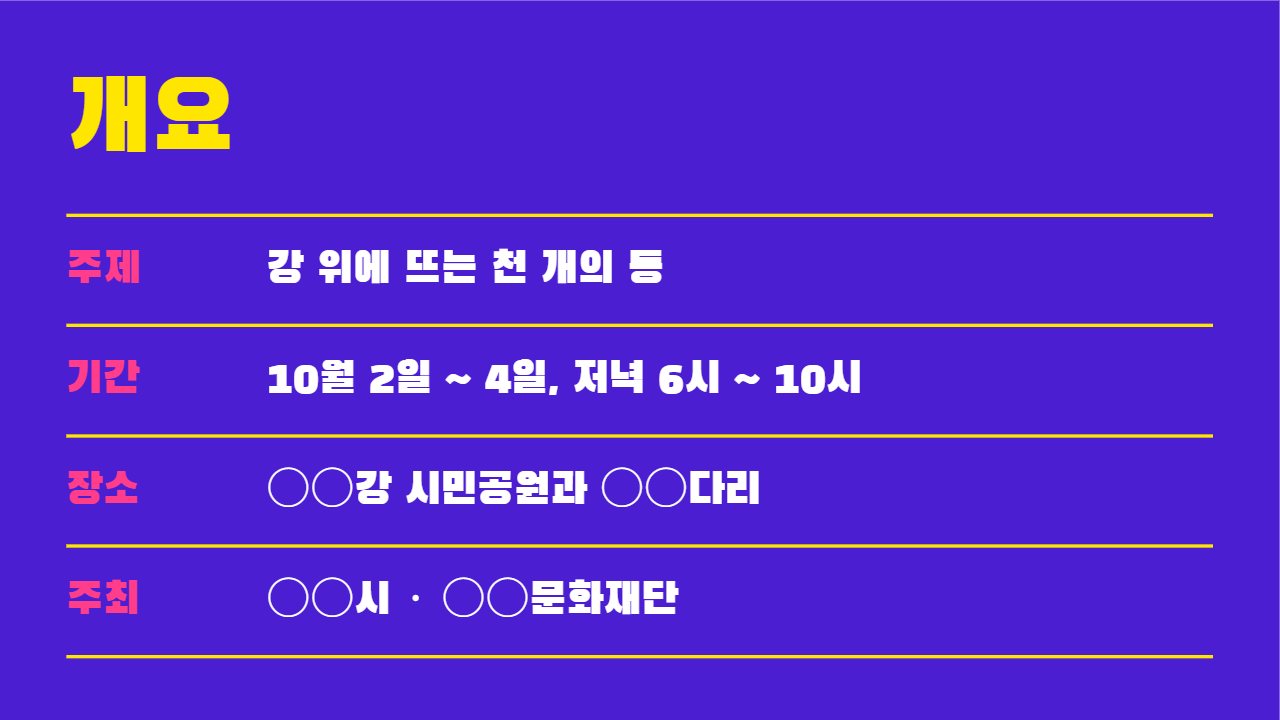 개요
주제 강 위에 뜨는 천 개의 등
기간 10월 2일 ~ 4일, 저녁 6시 ~ 10시
장소 ◯◯강 시민공원과 ◯◯다리
주최 ◯◯시 · ◯◯문화재단